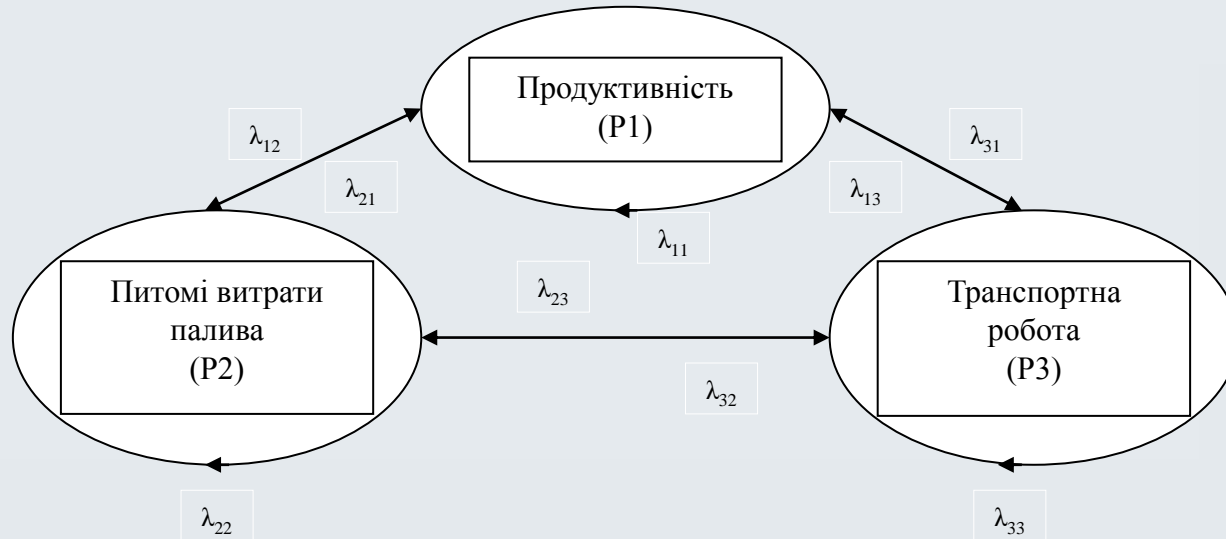 Продуктивність
(P1)
λ12
λ31
λ21
λ13
λ11
Питомі витрати
палива
(P2)
λ23
Транспортна
робота
(P3)
λ32
λ22
λ33